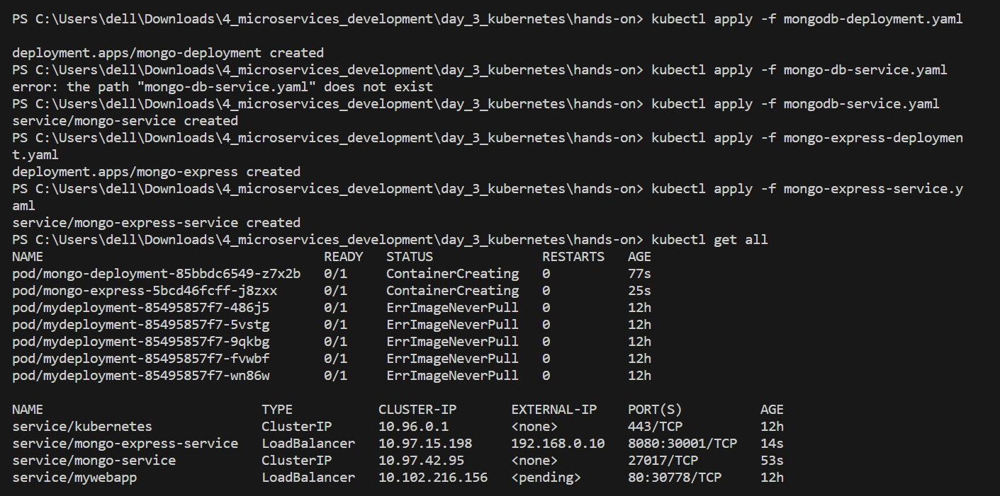 PS C:\Users\dell\Downloads\4_microservices_development\day_3_kubernetes\hands-on> kubectl apply -f mongodb-deployment.yaml
deployment.apps/mongo-deployment created
PS C:\Users\dell\Downloads\4_microservices_development\day_3_kubernetes\hands-on> kubectl apply -f mongo-db-service.yaml
error: the path "mongo-db-service.yaml" does not exist
PS C:\Users\dell\Downloads\4_microservices_development\day_3_kubernetes\hands-on> kubectl apply -f mongodb-service.yaml
service/mongo-service created
PS C:\Users\dell\Downloads\4_microservices_development\day_3_kubernetes\hands-on> kubectl apply -f mongo-express-deploymen
t.yaml
deployment.apps/mongo-express created
PS C:\Users\dell\Downloads\4_microservices_development\day_3_kubernetes\hands-on> kubectl apply -f mongo-express-service.y
aml
service/mongo-express-service created
PS C:\Users\dell\Downloads\4_microservices_development\day_3_kubernetes\hands-on> kubectl get all
NAME                                    READY   STATUS              RESTARTS   AGE
pod/mongo-deployment-85bbdc6549-z7x2b   0/1     ContainerCreating   0          77s
pod/mongo-express-5bcd46fcff-j8zxx      0/1     ContainerCreating   0          25s
pod/mydeployment-85495857f7-486j5       0/1     ErrImageNeverPull   0          12h
pod/mydeployment-85495857f7-5vstg       0/1     ErrImageNeverPull   0          12h
pod/mydeployment-85495857f7-9qkbg       0/1     ErrImageNeverPull   0          12h
pod/mydeployment-85495857f7-fvwbf       0/1     ErrImageNeverPull   0          12h
pod/mydeployment-85495857f7-wn86w       0/1     ErrImageNeverPull   0          12h
NAME                            TYPE           CLUSTER-IP       EXTERNAL-IP    PORT(S)          AGE
service/kubernetes              ClusterIP      10.96.0.1        <none>         443/TCP          12h
service/mongo-express-service   LoadBalancer   10.97.15.198     192.168.0.10   8080:30001/TCP   14s
service/mongo-service           ClusterIP      10.97.42.95      <none>         27017/TCP        53s
service/mywebapp                LoadBalancer   10.102.216.156   <pending>      80:30778/TCP     12h